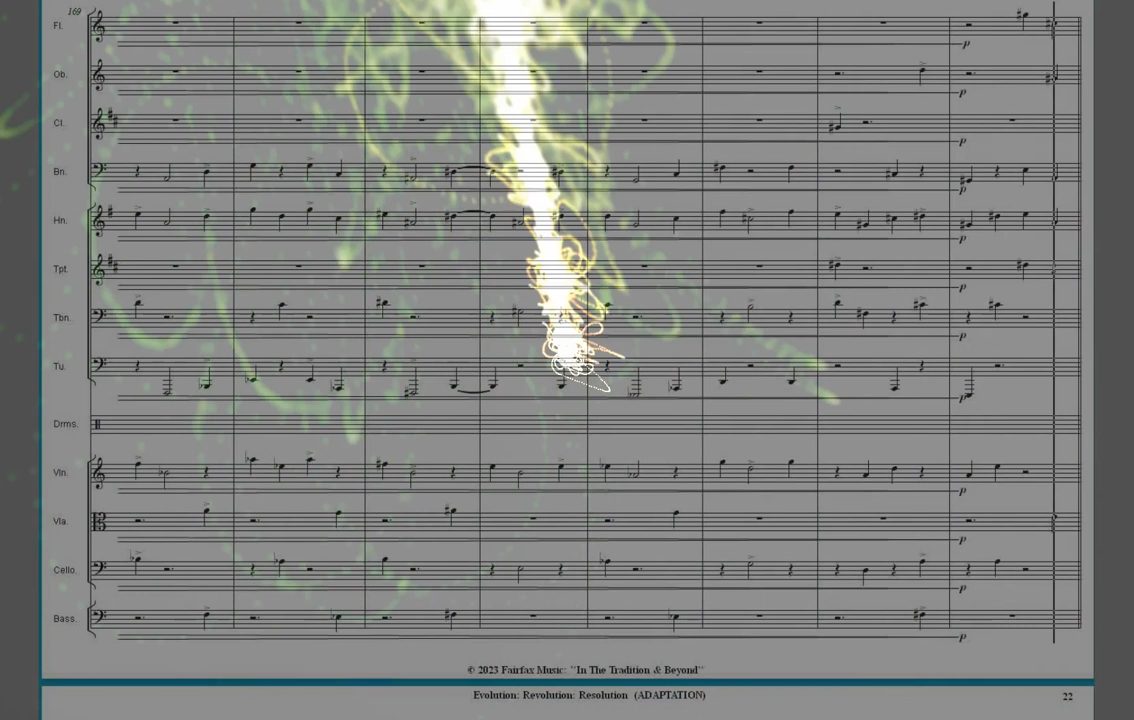 169
Fl.
p
Ob.
p
Cl.
p
Bn.
p
Hn.
p
Tpt.
p
Tbn.
p
Tu.
p
Drms.
Vln.
p
Vla.
p
Cello.
p
Bass.
p
© 2023 Fairfax Music: "In The Tradition & Beyond"
Evolution: Revolution: Resolution (ADAPTATION) 22